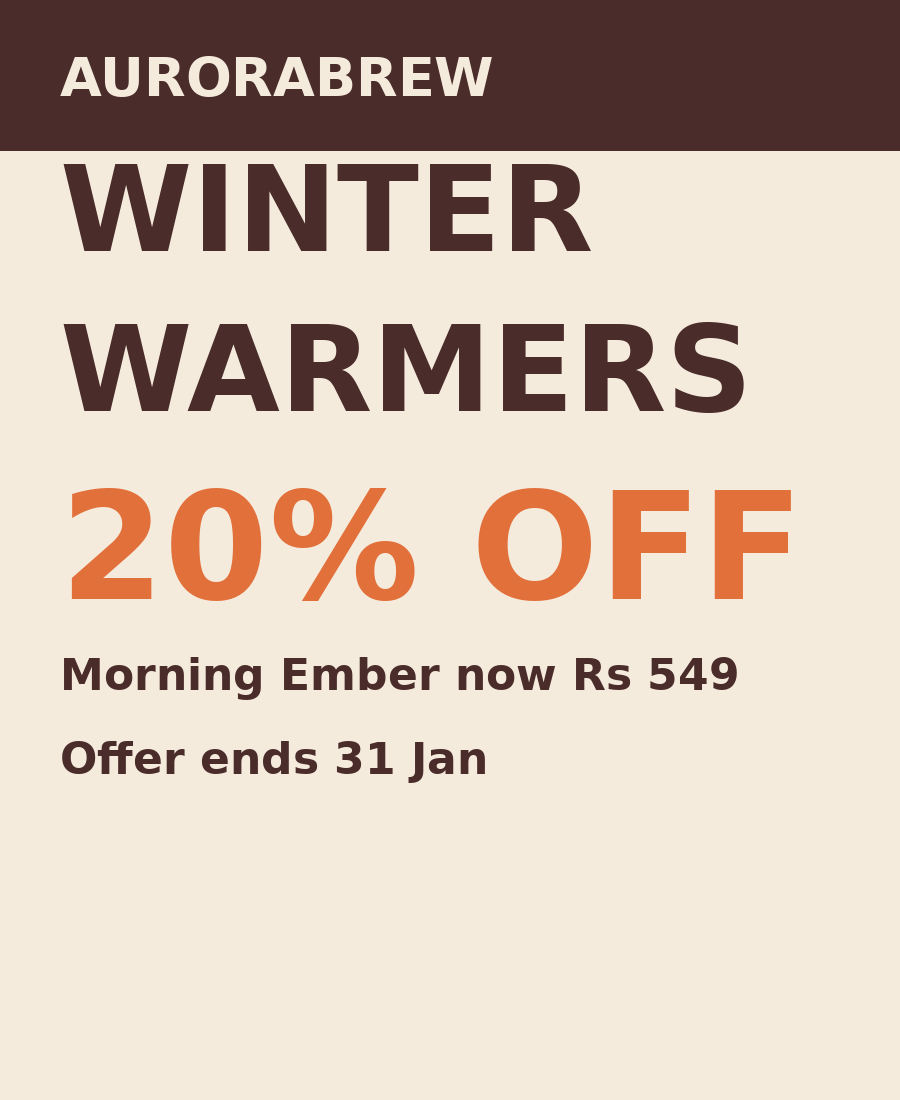 AURORABREW
WINTER
WARMERS
20% OFF
Morning Ember now Rs 549
Offer ends 31 Jan